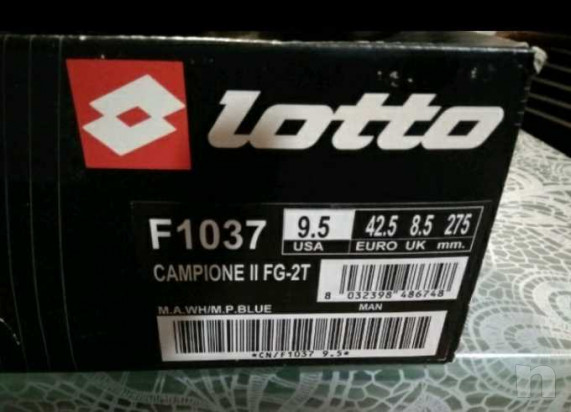 lotto
F1037 9.5 42.5 8.5 275
USA EURO UK mm.
CAMPIONE II FG-2T
8 032398 486748
M.A.WH/M.P.BLUE MAN
*CN/F1037 9.5*
n